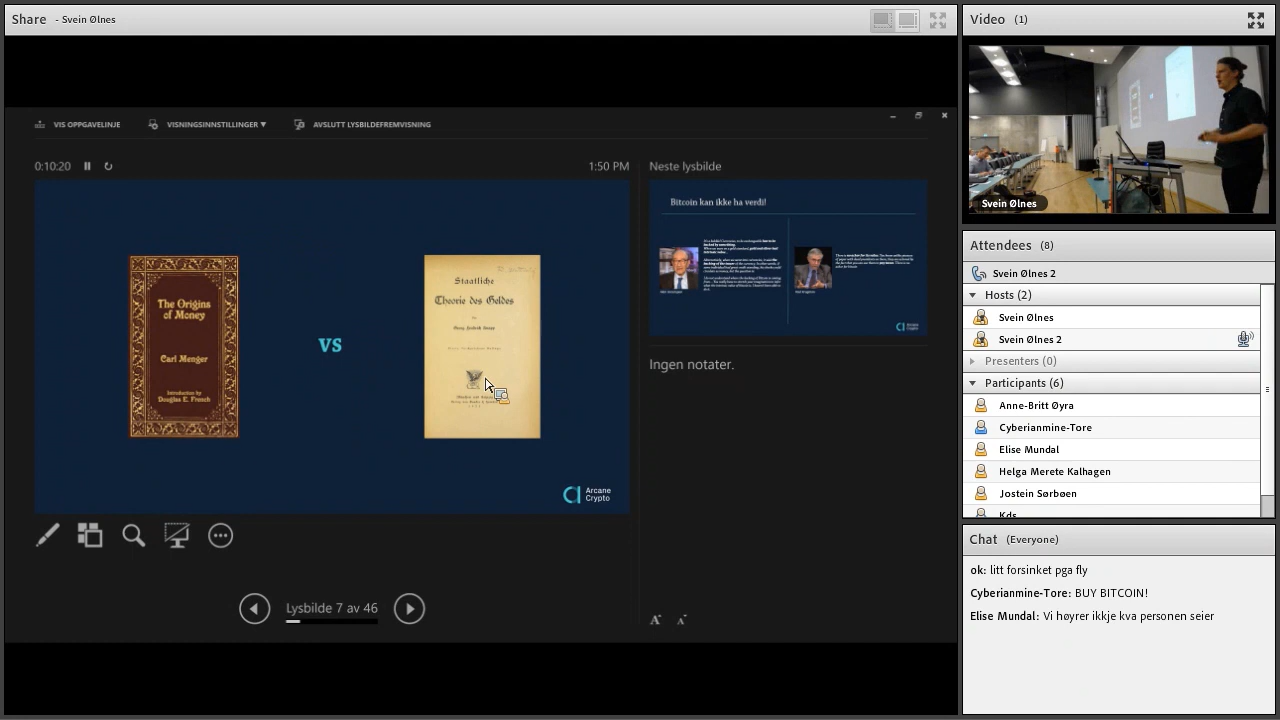 Share - Svein Ølnes
VIS OPPGAVELINJE
VISNINGSINNSTILLINGER
AVSLUTT LYSBILDEFREMVISNING
0:10:20
1:50 PM
The Origins
of Money
Carl Menger
Introduction by
Douglas E. French
VS
Staatliche
Theorie des Geldes
Arcane
Crypto
Lysbilde 7 av 46
Neste lysbilde
Bitcoin kan ikke ha verdi!
Arcane
Crypto
Ingen notater.
A A
Video (1)
Svein Ølnes
Attendees (8)
Svein Ølnes 2
Hosts (2)
Svein Ølnes
Svein Ølnes 2
Presenters (0)
Participants (6)
Anne-Britt Øyra
Cyberianmine-Tore
Elise Mundal
Helga Merete Kalhagen
Jostein Sørbøen
Kds
Chat (Everyone)
ok: litt forsinket pga fly
Cyberianmine-Tore: BUY BITCOIN!
Elise Mundal: Vi høyrer ikkje kva personen seier